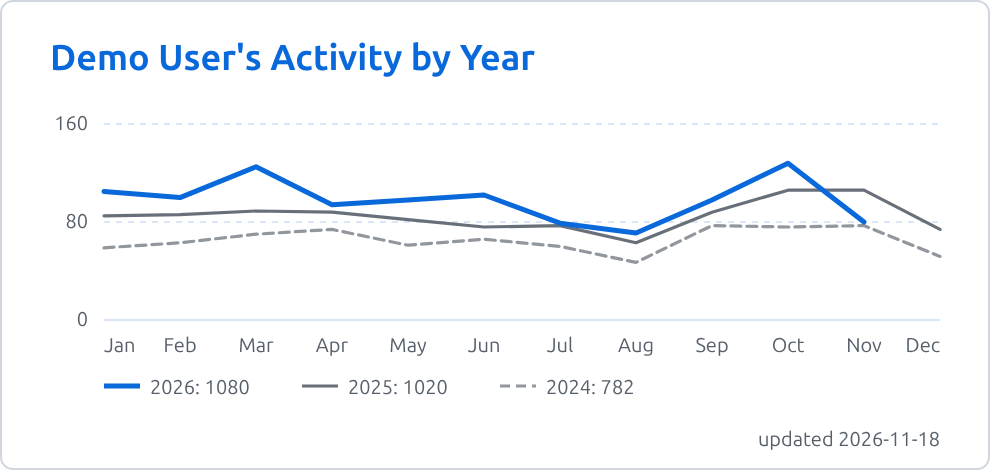 Demo User's Activity by Year
160
80
0
Jan Feb Mar Apr May Jun Jul Aug Sep Oct Nov Dec
2026: 1080 2025: 1020 2024: 782
updated 2026-11-18